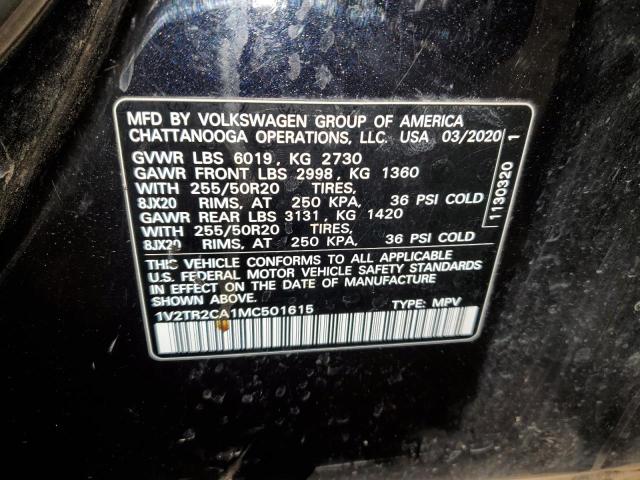 MFD BY VOLKSWAGEN GROUP OF AMERICA
CHATTANOOGA OPERATIONS, LLC. USA 03/2020
GVWR LBS 6019, KG 2730
GAWR FRONT LBS 2998, KG 1360
WITH 255/50R20 TIRES,
8JX20 RIMS, AT 250 KPA, 36 PSI COLD
GAWR REAR LBS 3131, KG 1420
WITH 255/50R20 TIRES,
8JX20 RIMS, AT 250 KPA, 36 PSI COLD
THIS VEHICLE CONFORMS TO ALL APPLICABLE
U.S. FEDERAL MOTOR VEHICLE SAFETY STANDARDS
IN EFFECT ON THE DATE OF MANUFACTURE
SHOWN ABOVE.
1V2TR2CA1MC501615 TYPE: MPV
1130320 1